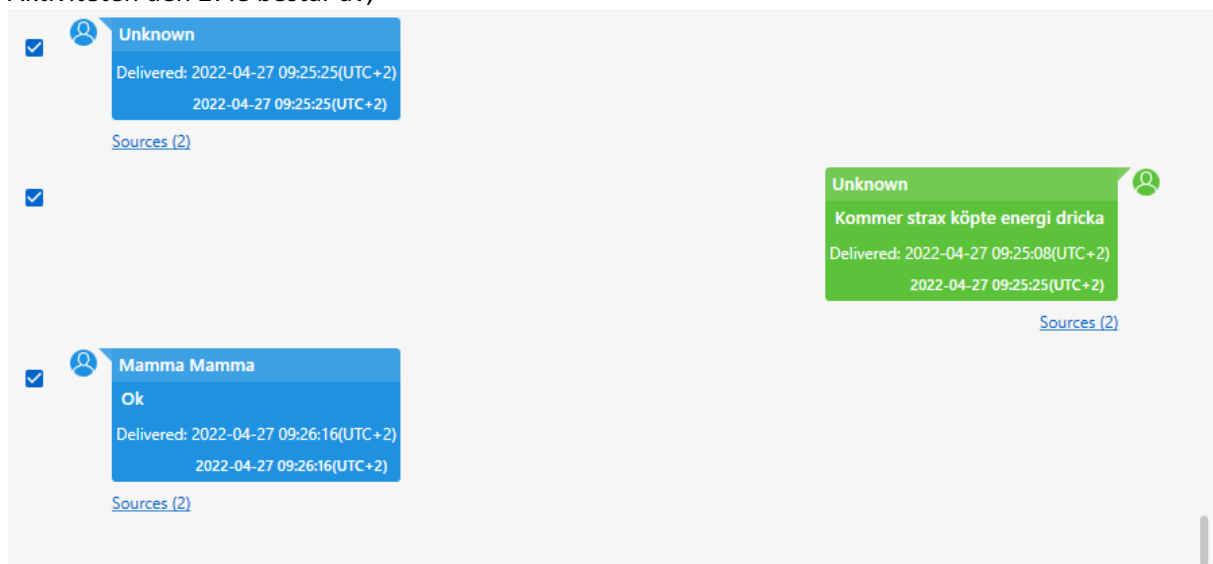 Unknown
Delivered: 2022-04-27 09:25:25(UTC+2)
2022-04-27 09:25:25(UTC+2)
Sources (2)
Unknown
Kommer strax köpte energi dricka
Delivered: 2022-04-27 09:25:08(UTC+2)
2022-04-27 09:25:25(UTC+2)
Sources (2)
Mamma Mamma
Ok
Delivered: 2022-04-27 09:26:16(UTC+2)
2022-04-27 09:26:16(UTC+2)
Sources (2)